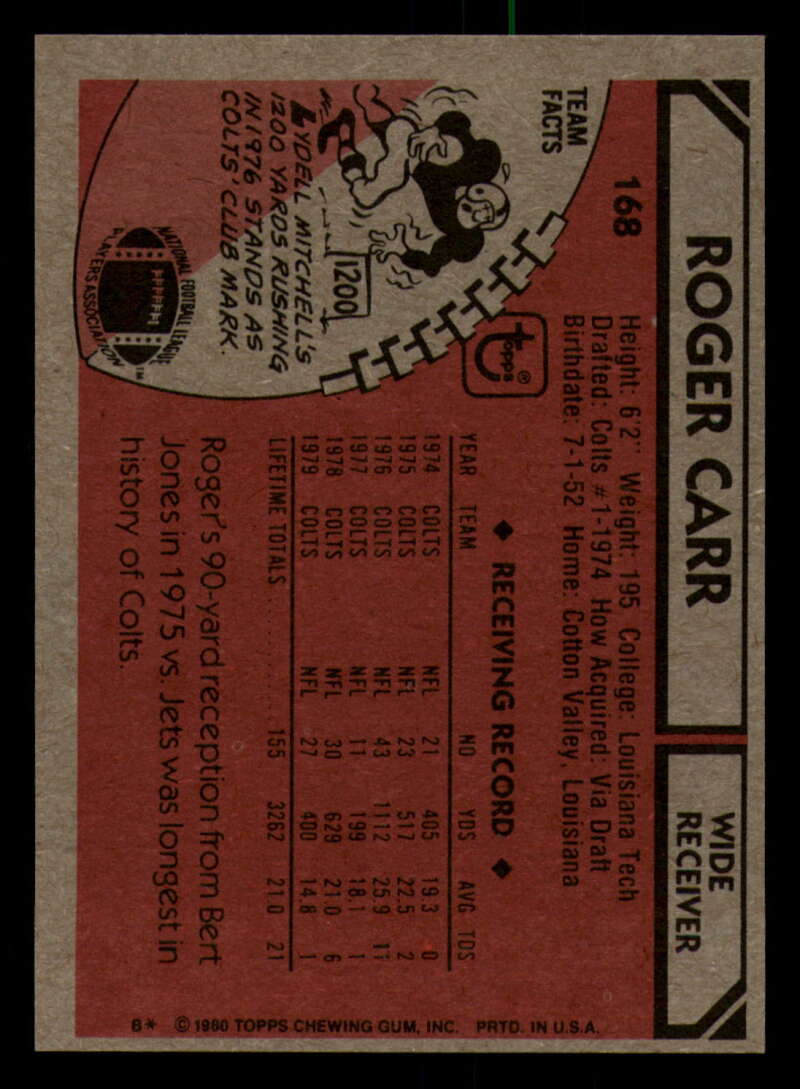 ROGER CARR
WIDE
RECEIVER
168
Height: 6'2" Weight: 195 College: Louisiana Tech
Drafted: Colts #1-1974 How Acquired: Via Draft
Birthdate: 7-1-52 Home: Cotton Valley, Louisiana
TEAM
FACTS
1200
LYDELL MITCHELL'S
1200 YARDS RUSHING
IN 1976 STANDS AS
COLTS' CLUB MARK.
NATIONAL FOOTBALL LEAGUE
PLAYERS ASSOCIATION
TM
Topps®
◆ RECEIVING RECORD ◆
YEAR TEAM NO YDS AVG TDS
1974 COLTS NFL 21 405 19.3 0
1975 COLTS NFL 23 517 22.5 2
1976 COLTS NFL 43 1112 25.9 11
1977 COLTS NFL 11 199 18.1 1
1978 COLTS NFL 30 629 21.0 6
1979 COLTS NFL 27 400 14.8 1
LIFETIME TOTALS .......... 155 3262 21.0 21
Roger's 90-yard reception from Bert
Jones in 1975 vs. Jets was longest in
history of Colts.
B* © 1980 TOPPS CHEWING GUM, INC. PRTD. IN U.S.A.